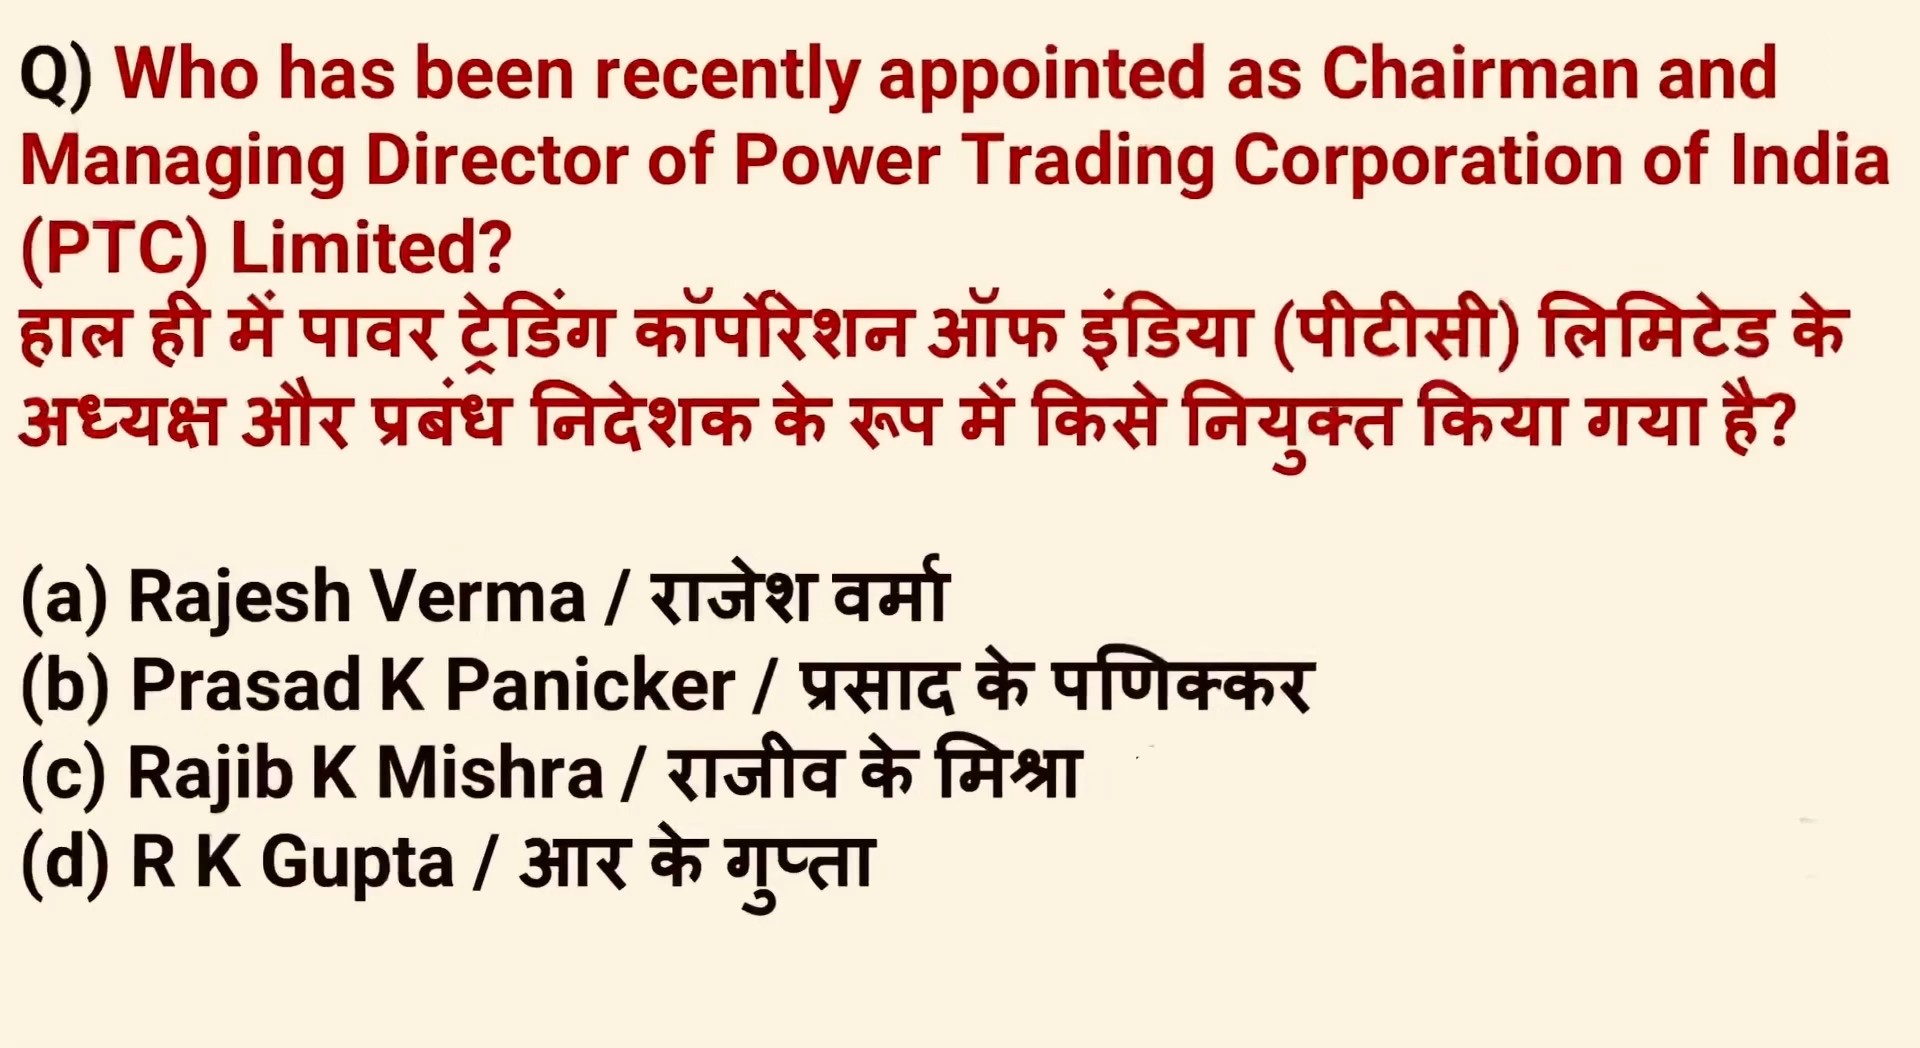 Q) Who has been recently appointed as Chairman and
Managing Director of Power Trading Corporation of India
(PTC) Limited?
हाल ही में पावर ट्रेडिंग कॉर्पोरेशन ऑफ इंडिया (पीटीसी) लिमिटेड के
अध्यक्ष और प्रबंध निदेशक के रूप में किसे नियुक्त किया गया है?
(a) Rajesh Verma / राजेश वर्मा
(b) Prasad K Panicker / प्रसाद के पणिक्कर
(c) Rajib K Mishra / राजीव के मिश्रा
(d) R K Gupta / आर के गुप्ता